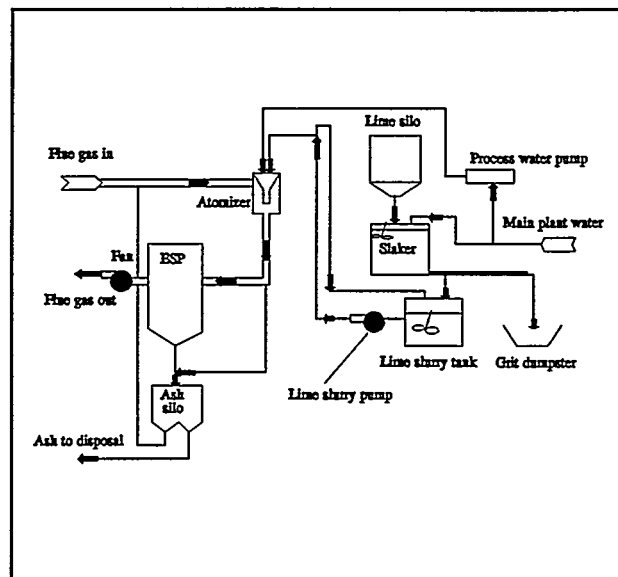 Lime silo
Flue gas in
Process water pump
Atomizer
Main plant water
Slaker
Fan
ESP
Flue gas out
Lime slurry tank
Grit dumpster
Lime slurry pump
Ash
silo
Ash to disposal